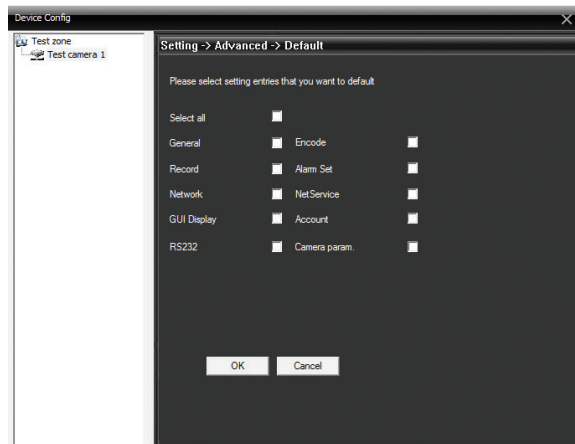 Device Config
Test zone
Test camera 1
Setting -> Advanced -> Default
Please select setting entries that you want to default
Select all
General Encode
Record Alarm Set
Network NetService
GUI Display Account
RS232 Camera param.
OK Cancel